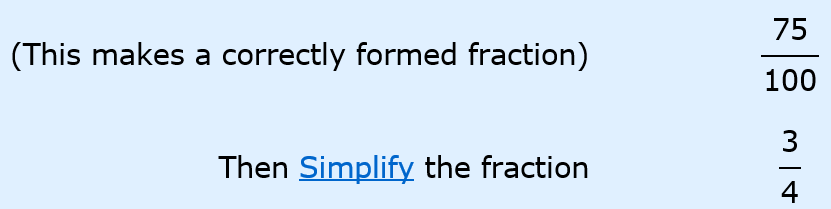 (This makes a correctly formed fraction) 75/100
Then Simplify the fraction 3/4